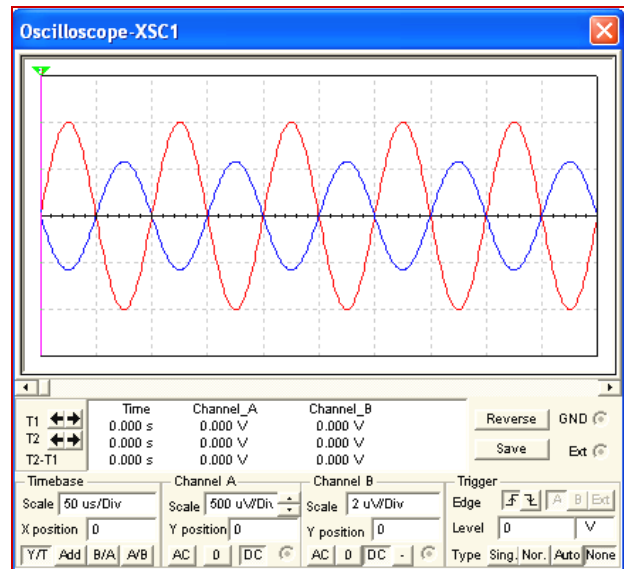 Oscilloscope-XSC1
Time Channel_A Channel_B
T1 0.000 s 0.000 V 0.000 V
T2 0.000 s 0.000 V 0.000 V
T2-T1 0.000 s 0.000 V 0.000 V
Reverse GND
Save Ext
Timebase Channel A Channel B Trigger
Scale 50 us/Div Scale 500 uV/Div Scale 2 uV/Div Edge A B Ext
X position 0 Y position 0 Y position 0 Level 0 V
Y/T Add B/A A/B AC 0 DC AC 0 DC - Type Sing. Nor. Auto None